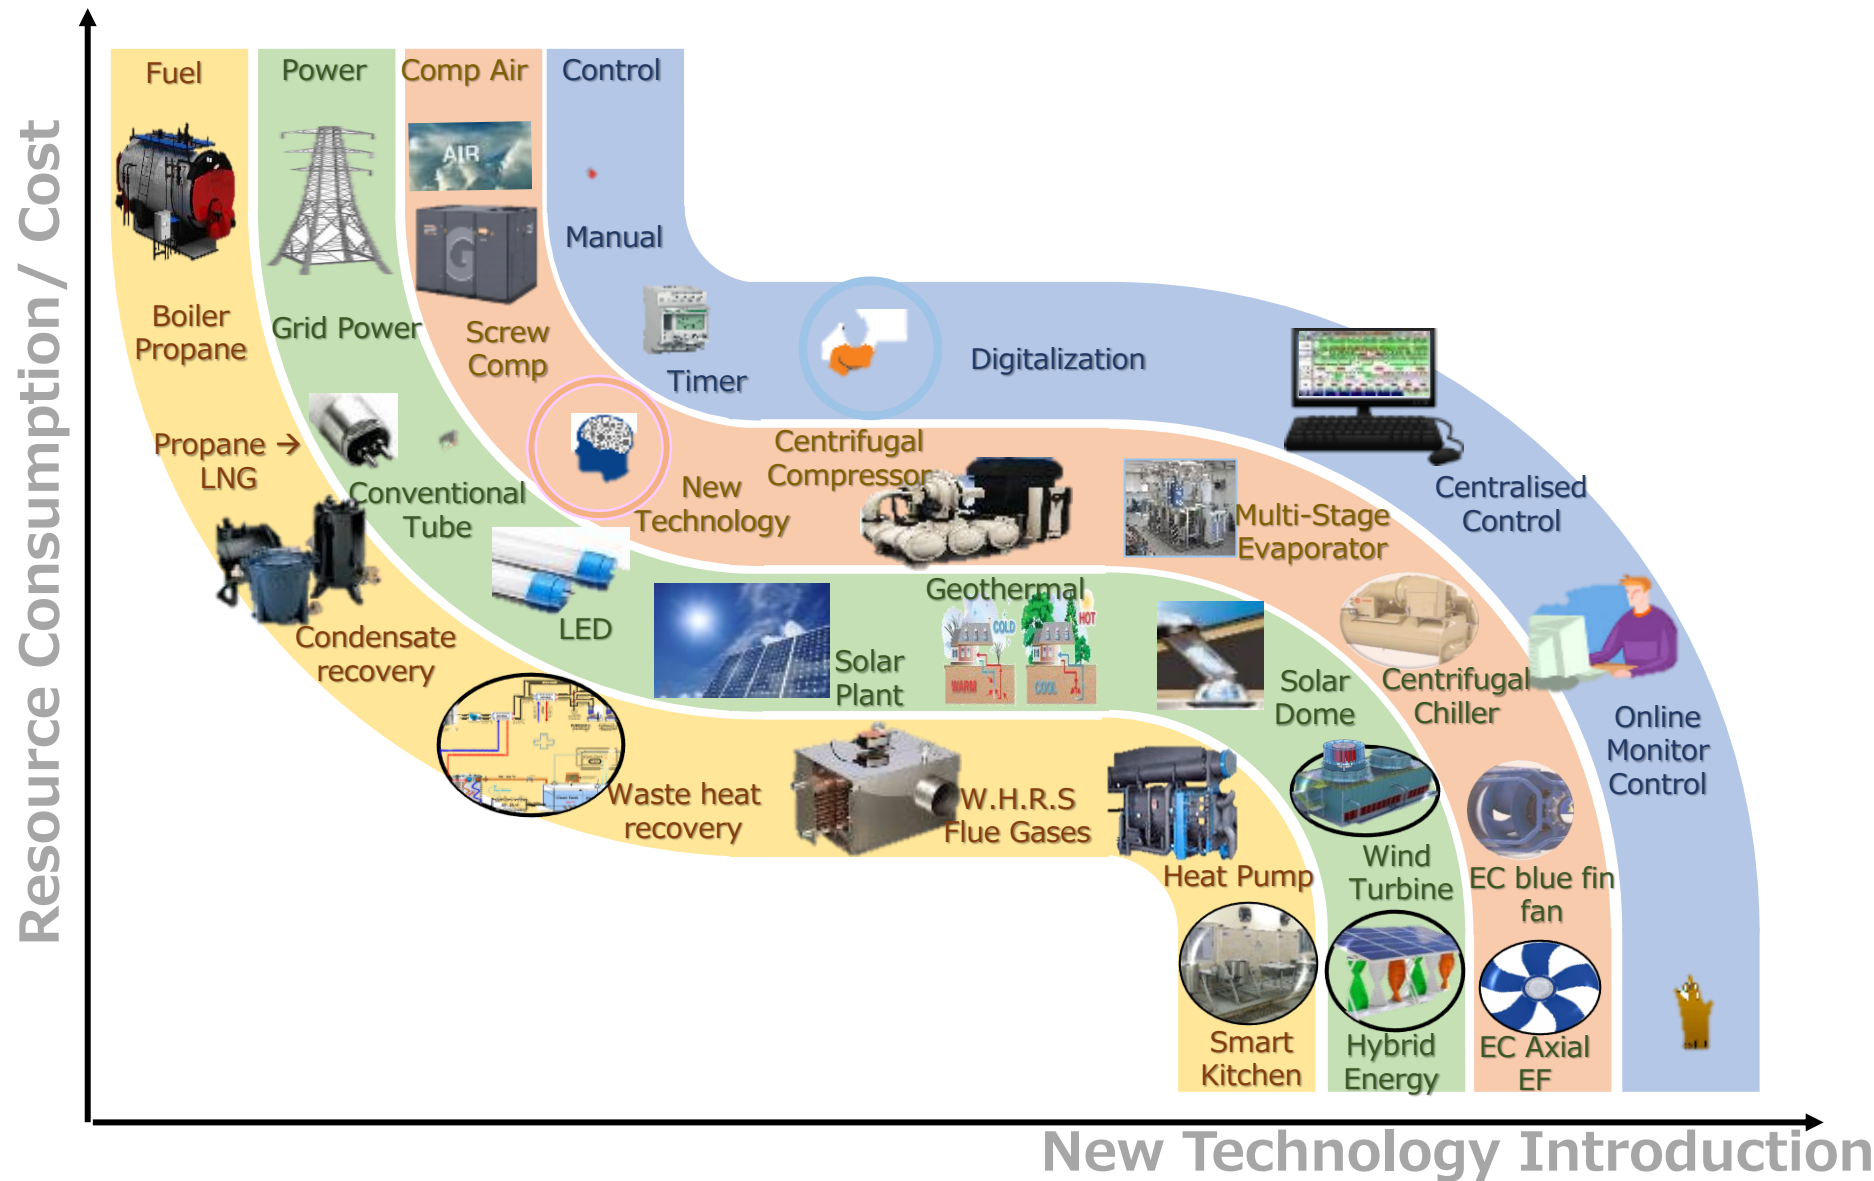 Resource Consumption/ Cost
Fuel
Power
Comp Air
Control
AIR
G
Manual
Boiler
Propane
Grid Power
Screw
Comp
Timer
Digitalization
Propane →
LNG
Conventional
Tube
New
Technology
Centrifugal
Compressor
Multi-Stage
Evaporator
Centralised
Control
Condensate
recovery
LED
Solar
Plant
Geothermal
COLD
HOT
WARM
COOL
Solar
Dome
Centrifugal
Chiller
Online
Monitor
Control
Waste heat
recovery
W.H.R.S
Flue Gases
Heat Pump
Wind
Turbine
EC blue fin
fan
Smart
Kitchen
Hybrid
Energy
EC Axial
EF
New Technology Introduction